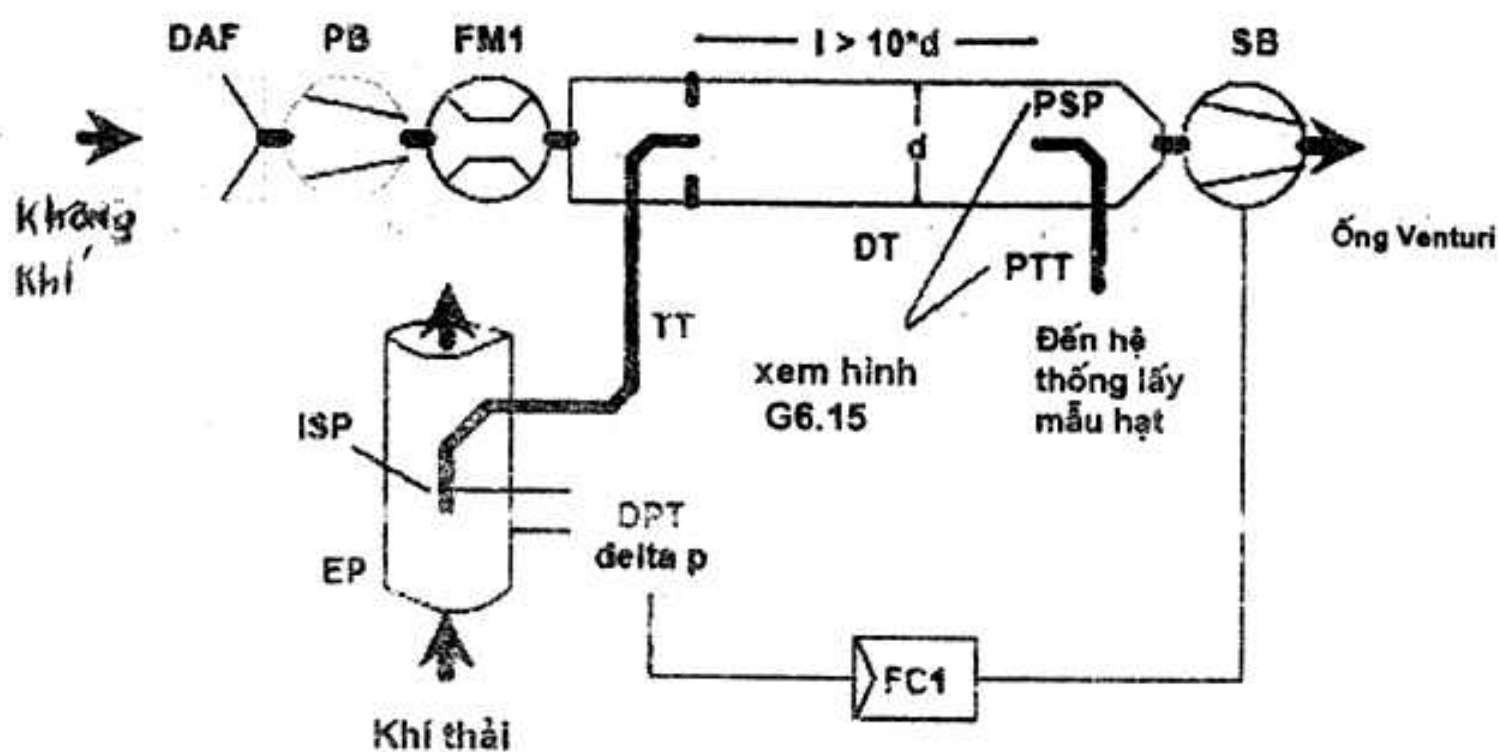 DAF
PB
FM1
l > 10*d
SB
PSP
d
Không
khí
DT
PTT
Ống Venturi
TT
xem hình
G6.15
Đến hệ
thống lấy
mẫu hạt
ISP
DPT
delta p
EP
FC1
Khí thải